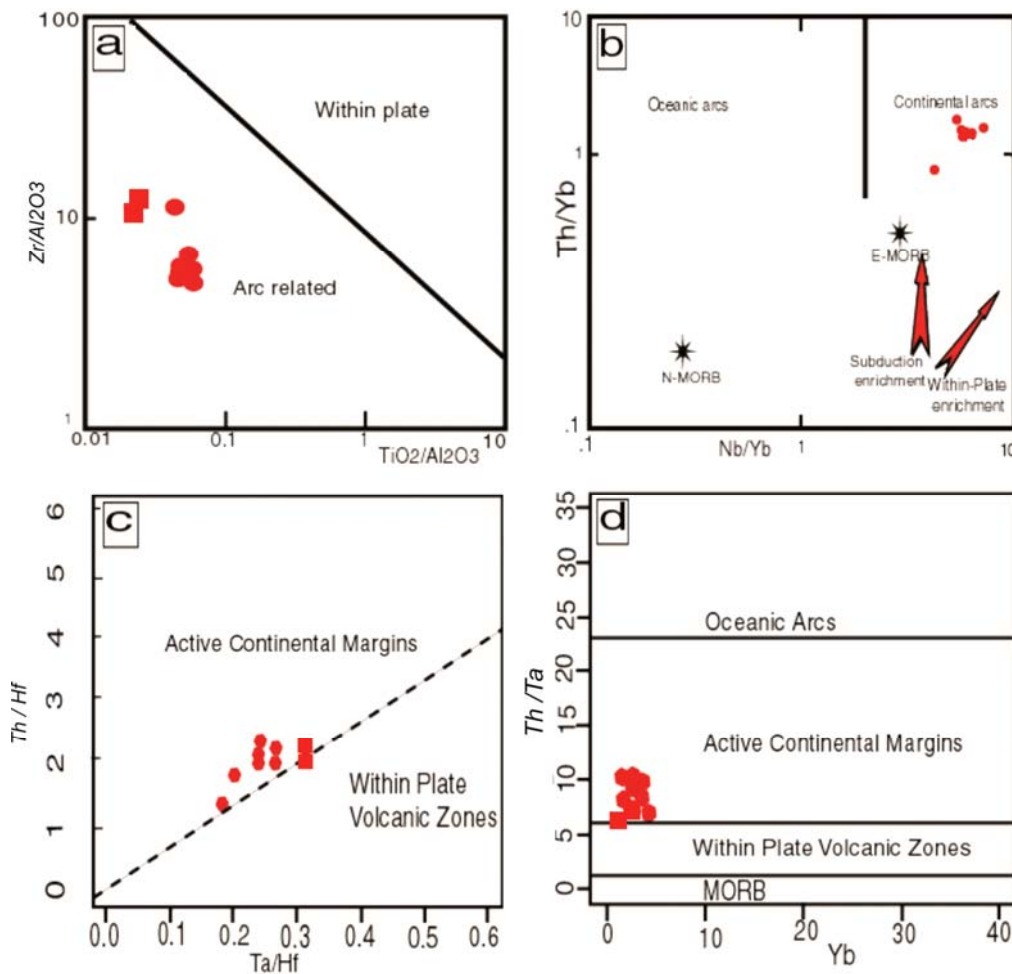 a
100
10
1
0.01
0.1
1
10
Zr/Al2O3
TiO2/Al2O3
Within plate
Arc related
b
10
1
.1
.1
1
10
Th/Yb
Nb/Yb
Oceanic arcs
Continental arcs
E-MORB
N-MORB
Subduction
enrichment
Within-Plate
enrichment
c
6
5
4
3
2
1
0
0.0
0.1
0.2
0.3
0.4
0.5
0.6
Th / Hf
Ta/Hf
Active Continental Margins
Within Plate
Volcanic Zones
d
35
30
25
20
15
10
5
0
0
10
20
30
40
Th /Ta
Yb
Oceanic Arcs
Active Continental Margins
Within Plate Volcanic Zones
MORB